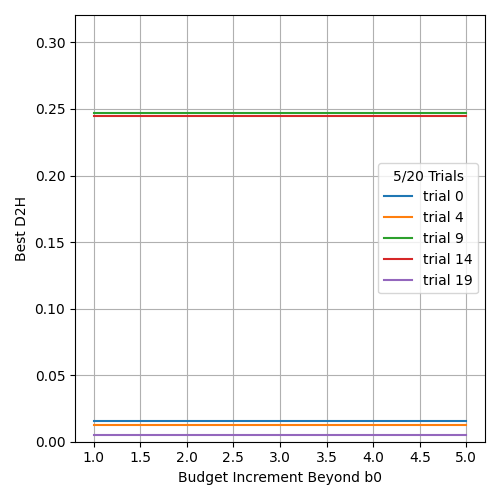 0.30
0.25
0.20
0.15
0.10
0.05
0.00
Best D2H
5/20 Trials
trial 0
trial 4
trial 9
trial 14
trial 19
1.0 1.5 2.0 2.5 3.0 3.5 4.0 4.5 5.0
Budget Increment Beyond b0